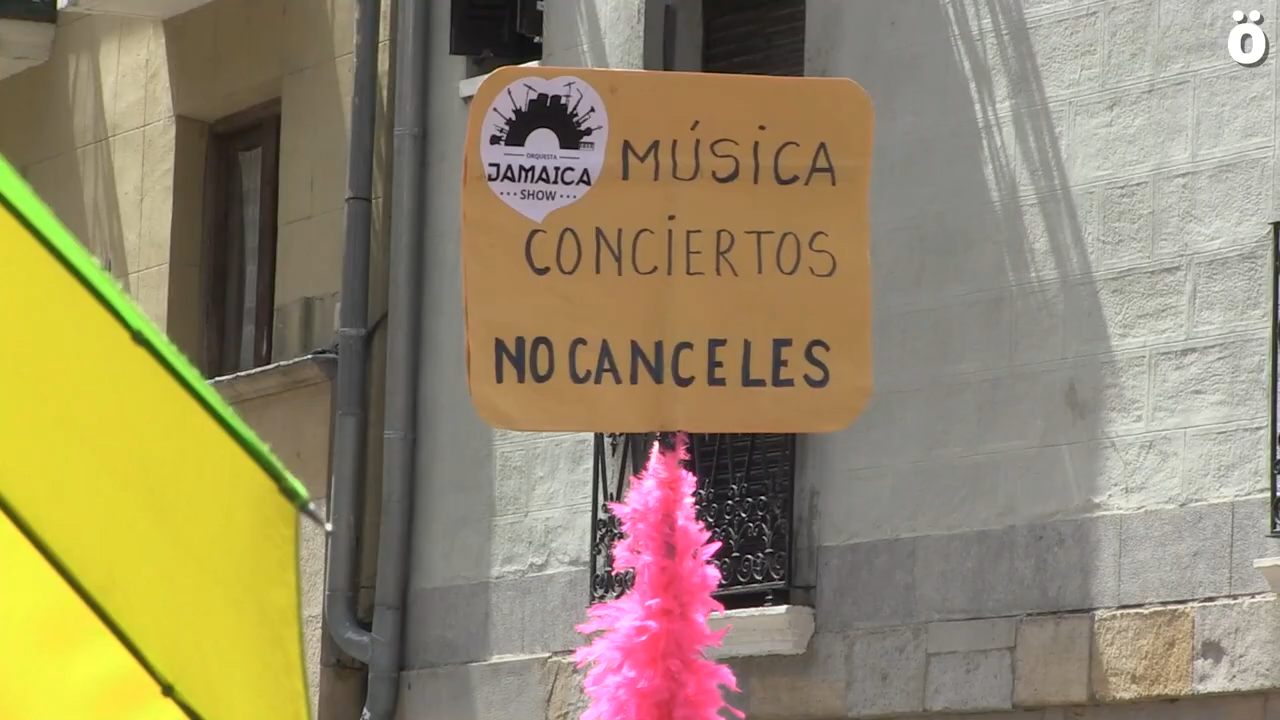 ö
ORQUESTA
JAMAICA
SHOW
MÚSiCA
CONCiERTOS
NO CANCELES